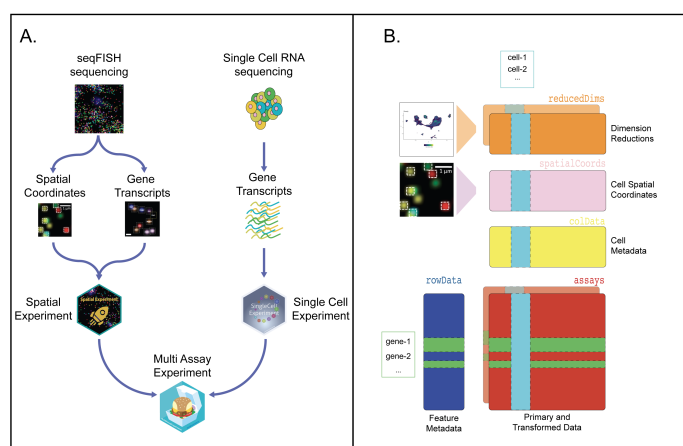 A.
seqFISH
sequencing
Single Cell RNA
sequencing
Spatial
Coordinates
Gene
Transcripts
Gene
Transcripts
Spatial
Experiment
Spatial Experiment
SingleCell
Experiment
Single Cell
Experiment
Multi Assay
Experiment
B.
cell-1
cell-2
...
reducedDims
Dimension
Reductions
1 µm
spatialCoords
Cell Spatial
Coordinates
colData
Cell
Metadata
rowData
assays
gene-1
gene-2
...
Feature
Metadata
Primary and
Transformed Data